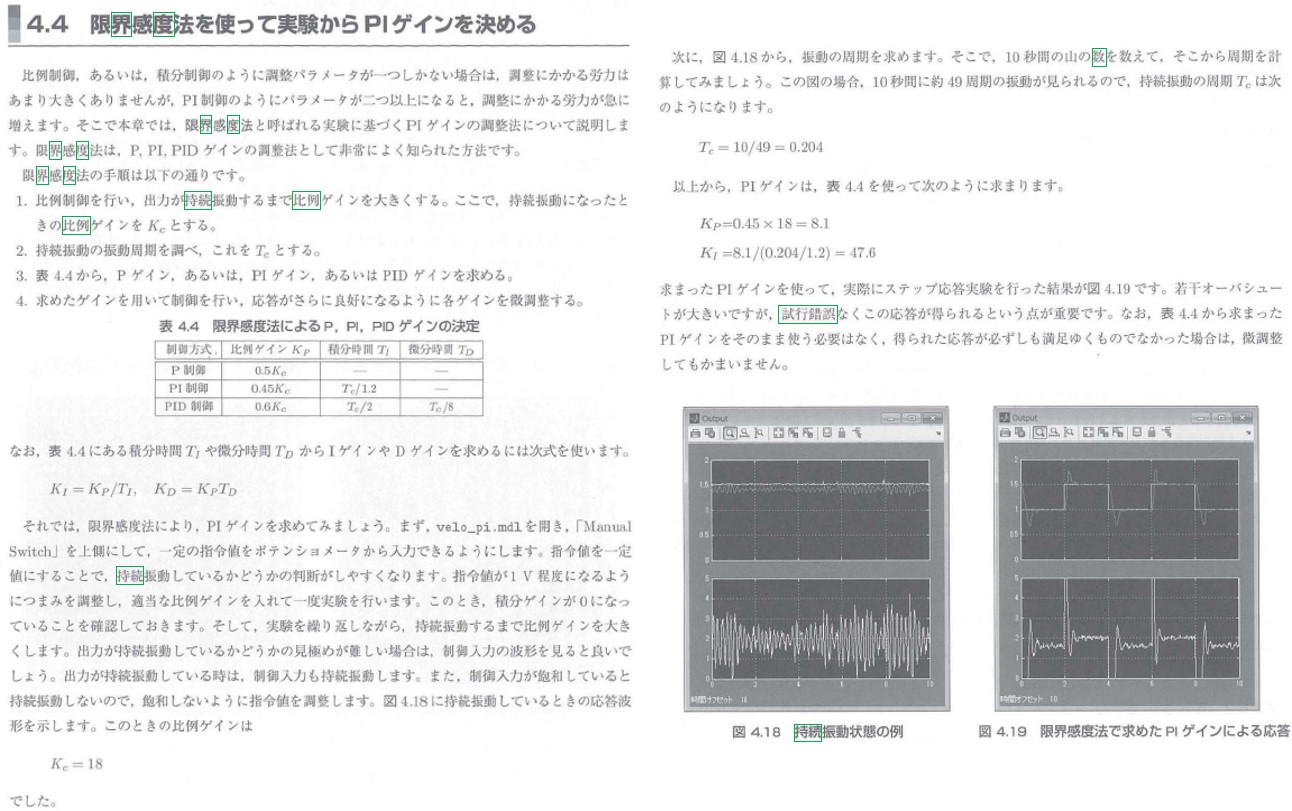 4.4 限界感度法を使って実験からPIゲインを決める
比例制御，あるいは，積分制御のように調整パラメータが一つしかない場合は，調整にかかる労力は
あまり大きくありませんが，PI制御のようにパラメータが二つ以上になると，調整にかかる労力が急に
増えます。そこで本章では，限界感度法と呼ばれる実験に基づくPI ゲインの調整法について説明しま
す。限界感度法は，P, PI, PID ゲインの調整法として非常によく知られた方法です。
限界感度法の手順は以下の通りです。
1. 比例制御を行い，出力が持続振動するまで比例ゲインを大きくする。ここで，持続振動になったと
きの比例ゲインを Kc とする。
2. 持続振動の振動周期を調べ，これを Tc とする。
3. 表 4.4 から，P ゲイン，あるいは，PI ゲイン，あるいは PID ゲインを求める。
4. 求めたゲインを用いて制御を行い，応答がさらに良好になるように各ゲインを微調整する。
表 4.4 限界感度法による P，PI，PID ゲインの決定
制御方式 比例ゲイン KP 積分時間 TI 微分時間 TD
P 制御 0.5Kc — —
PI 制御 0.45Kc Tc/1.2 —
PID 制御 0.6Kc Tc/2 Tc/8
なお，表 4.4 にある積分時間 TI や微分時間 TD から I ゲインや D ゲインを求めるには次式を使います。
KI = KP/TI, KD = KPTD
それでは，限界感度法により，PI ゲインを求めてみましょう。まず，velo_pi.mdl を開き，「Manual
Switch」を上側にして，一定の指令値をポテンショメータから入力できるようにします。指令値を一定
値にすることで，持続振動しているかどうかの判断がしやすくなります。指令値が 1 V 程度になるよう
につまみを調整し，適当な比例ゲインを入れて一度実験を行います。このとき，積分ゲインが 0 になっ
ていることを確認しておきます。そして，実験を繰り返しながら，持続振動するまで比例ゲインを大き
くします。出力が持続振動しているかどうかの見極めが難しい場合は，制御入力の波形を見ると良いで
しょう。出力が持続振動している時は，制御入力も持続振動します。また，制御入力が飽和していると
持続振動しないので，飽和しないように指令値を調整します。図 4.18 に持続振動しているときの応答波
形を示します。このときの比例ゲインは
Kc = 18
でした。
次に，図 4.18 から，振動の周期を求めます。そこで，10 秒間の山の数を数えて，そこから周期を計
算してみましょう。この図の場合，10 秒間に約 49 周期の振動が見られるので，持続振動の周期 Tc は次
のようになります。
Tc = 10/49 = 0.204
以上から，PI ゲインは，表 4.4 を使って次のように求まります。
KP=0.45 × 18 = 8.1
KI =8.1/(0.204/1.2) = 47.6
求まった PI ゲインを使って，実際にステップ応答実験を行った結果が図 4.19 です。若干オーバシュー
トが大きいですが，試行錯誤なくこの応答が得られるという点が重要です。なお，表 4.4 から求まった
PI ゲインをそのまま使う必要はなく，得られた応答が必ずしも満足ゆくものでなかった場合は，微調整
してもかまいません。
Output
2
1.5
1
0.5
0
5
4
3
2
1
0
0 2 4 6 8 10
時間オフセット 10
図 4.18 持続振動状態の例
Output
2
1.5
1
0.5
0
5
4
3
2
1
0
0 2 4 6 8 10
時間オフセット 10
図 4.19 限界感度法で求めた PI ゲインによる応答